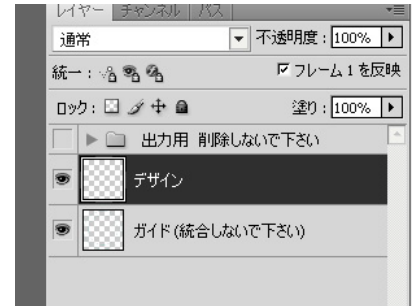 レイヤー チャンネル パス
通常 不透明度：100%
統一： フレーム 1 を反映
ロック： 塗り：100%
出力用 削除しないで下さい
デザイン
ガイド(統合しないで下さい)